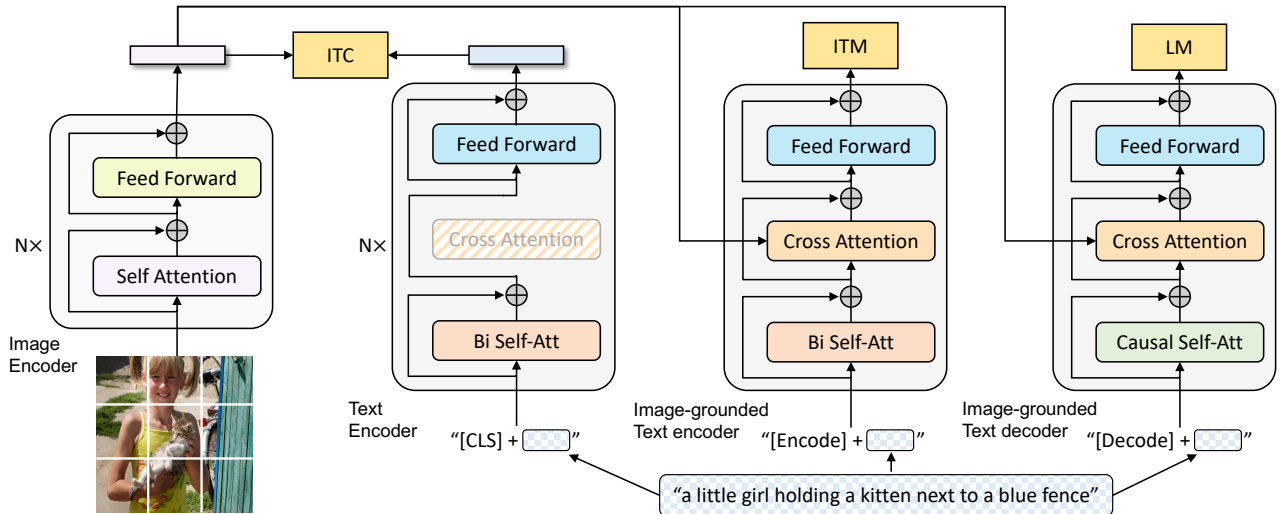 ITC
ITM
LM
N×
Feed Forward
Self Attention
Image
Encoder
N×
Feed Forward
Cross Attention
Bi Self-Att
Text
Encoder
“[CLS] + ”
Feed Forward
Cross Attention
Bi Self-Att
Image-grounded
Text encoder
“[Encode] + ”
Feed Forward
Cross Attention
Causal Self-Att
Image-grounded
Text decoder
“[Decode] + ”
“a little girl holding a kitten next to a blue fence”